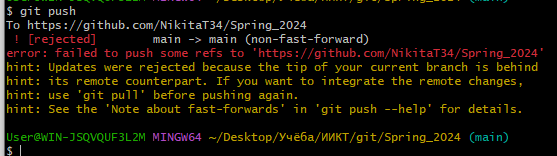 $ git push
To https://github.com/NikitaT34/Spring_2024
 ! [rejected]        main -> main (non-fast-forward)
error: failed to push some refs to 'https://github.com/NikitaT34/Spring_2024'
hint: Updates were rejected because the tip of your current branch is behind
hint: its remote counterpart. If you want to integrate the remote changes,
hint: use 'git pull' before pushing again.
hint: See the 'Note about fast-forwards' in 'git push --help' for details.
User@WIN-JSQVQUF3L2M MINGW64 ~/Desktop/Учёба/ИИКТ/git/Spring_2024 (main)
$